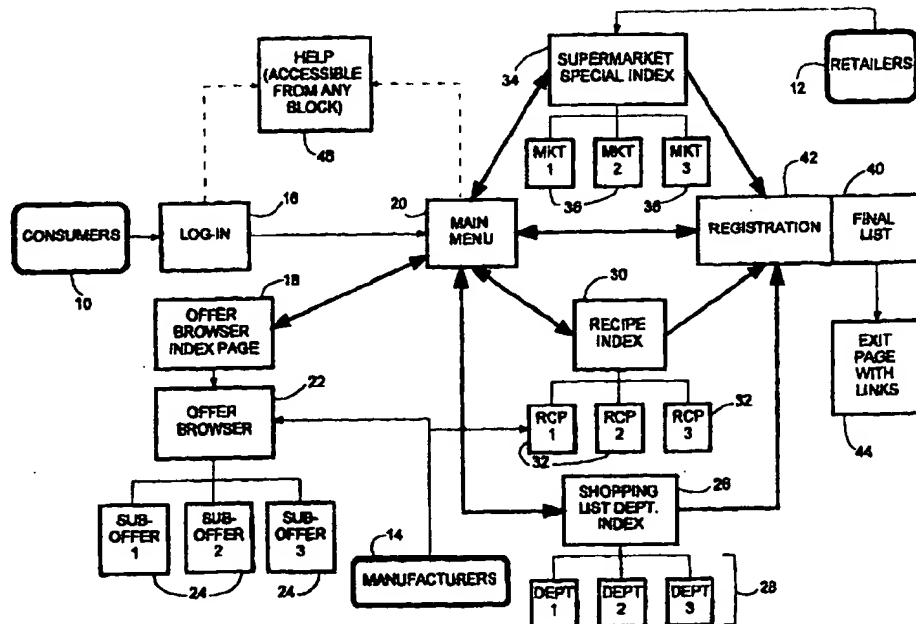 HELP
(ACCESSIBLE
FROM ANY
BLOCK)
48
34
SUPERMARKET
SPECIAL INDEX
12
RETAILERS
MKT
1
MKT
2
MKT
3
36
36
42
40
16
20
CONSUMERS
LOG-IN
MAIN
MENU
REGISTRATION
FINAL
LIST
10
18
30
OFFER
BROWSER
INDEX PAGE
RECIPE
INDEX
EXIT
PAGE
WITH
LINKS
22
OFFER
BROWSER
RCP
1
RCP
2
RCP
3
32
32
44
SHOPPING
LIST DEPT.
INDEX
26
SUB-
OFFER
1
SUB-
OFFER
2
SUB-
OFFER
3
24
24
14
MANUFACTURERS
DEPT
1
DEPT
2
DEPT
3
28